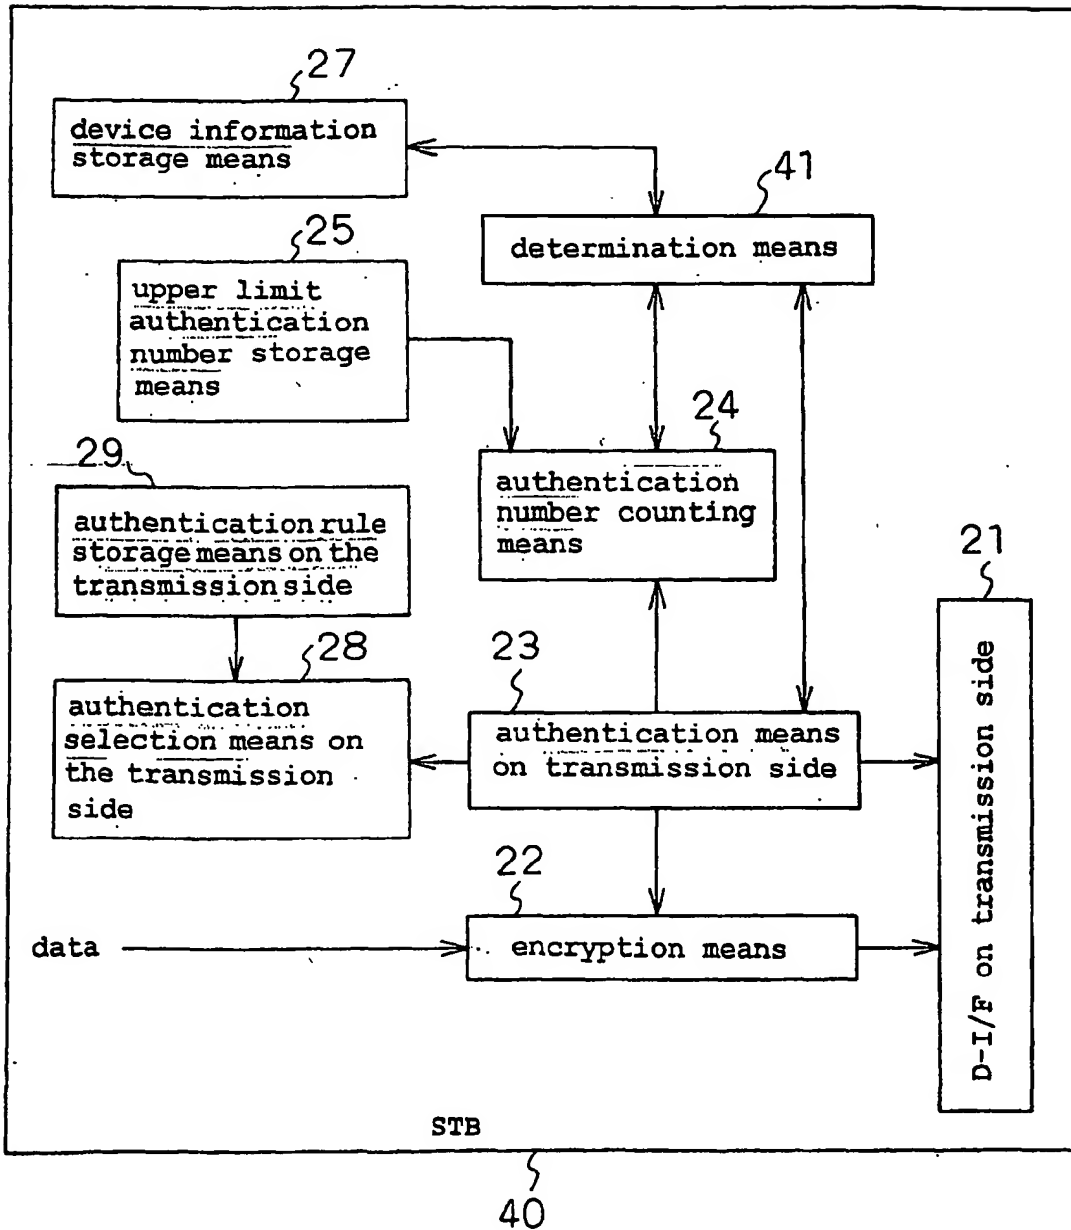 27
device information
storage means
41
determination means
25
upper limit
authentication
number storage
means
24
authentication
number counting
means
29
authentication rule
storage means on the
transmission side
21
D-I/F on transmission side
28
authentication
selection means on
the transmission
side
23
authentication means
on transmission side
22
encryption means
data
STB
40